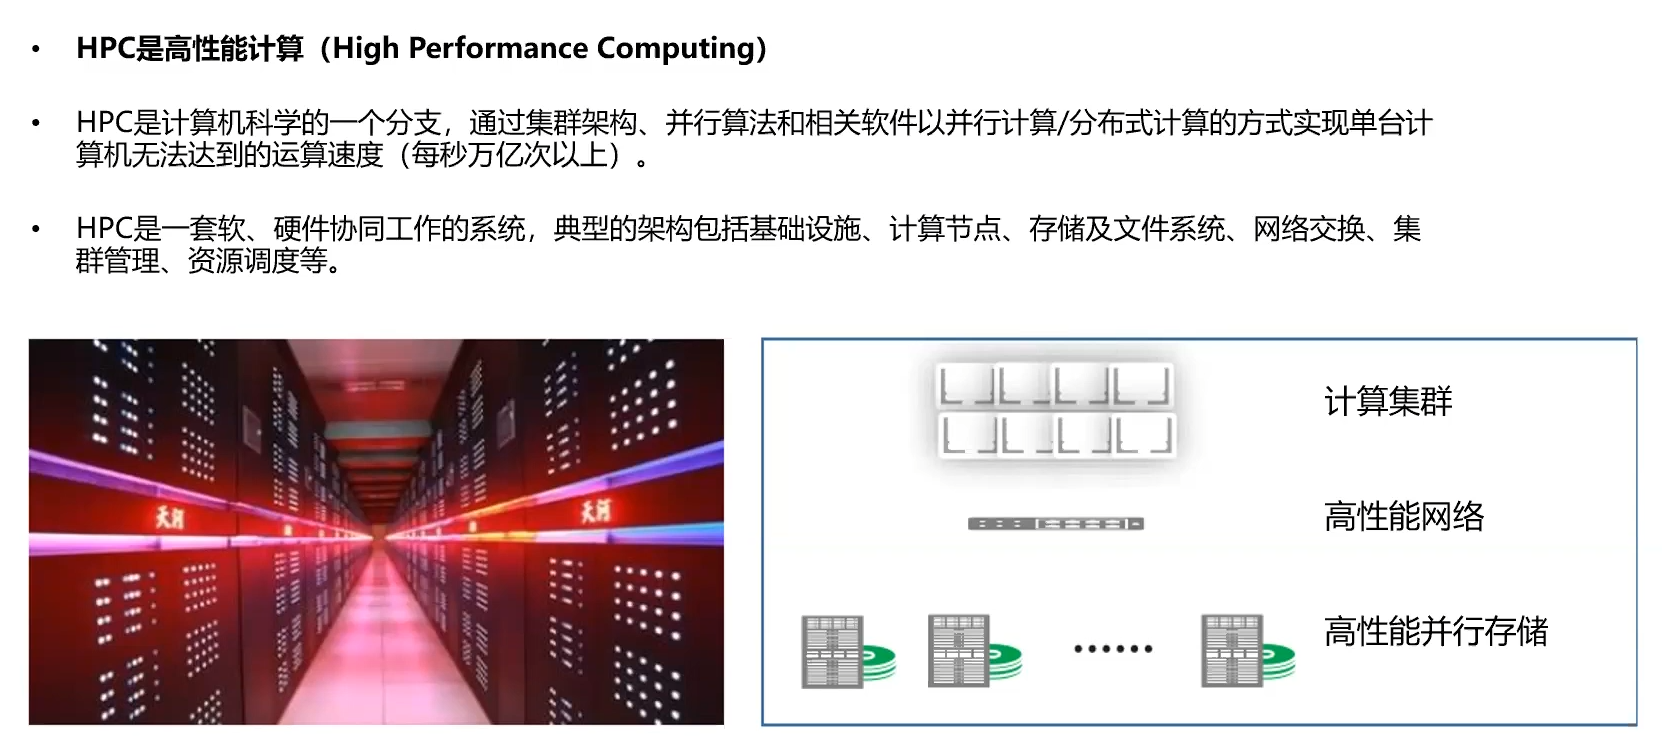 • HPC是高性能计算（High Performance Computing）
• HPC是计算机科学的一个分支，通过集群架构、并行算法和相关软件以并行计算/分布式计算的方式实现单台计
算机无法达到的运算速度（每秒万亿次以上）。
• HPC是一套软、硬件协同工作的系统，典型的架构包括基础设施、计算节点、存储及文件系统、网络交换、集
群管理、资源调度等。
天河
天河
计算集群
高性能网络
••••••
高性能并行存储